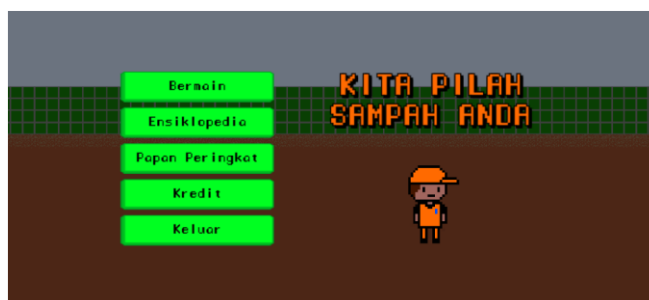 KITA PILAH
SAMPAH ANDA
Bermain
Ensiklopedia
Papan Peringkat
Kredit
Keluar